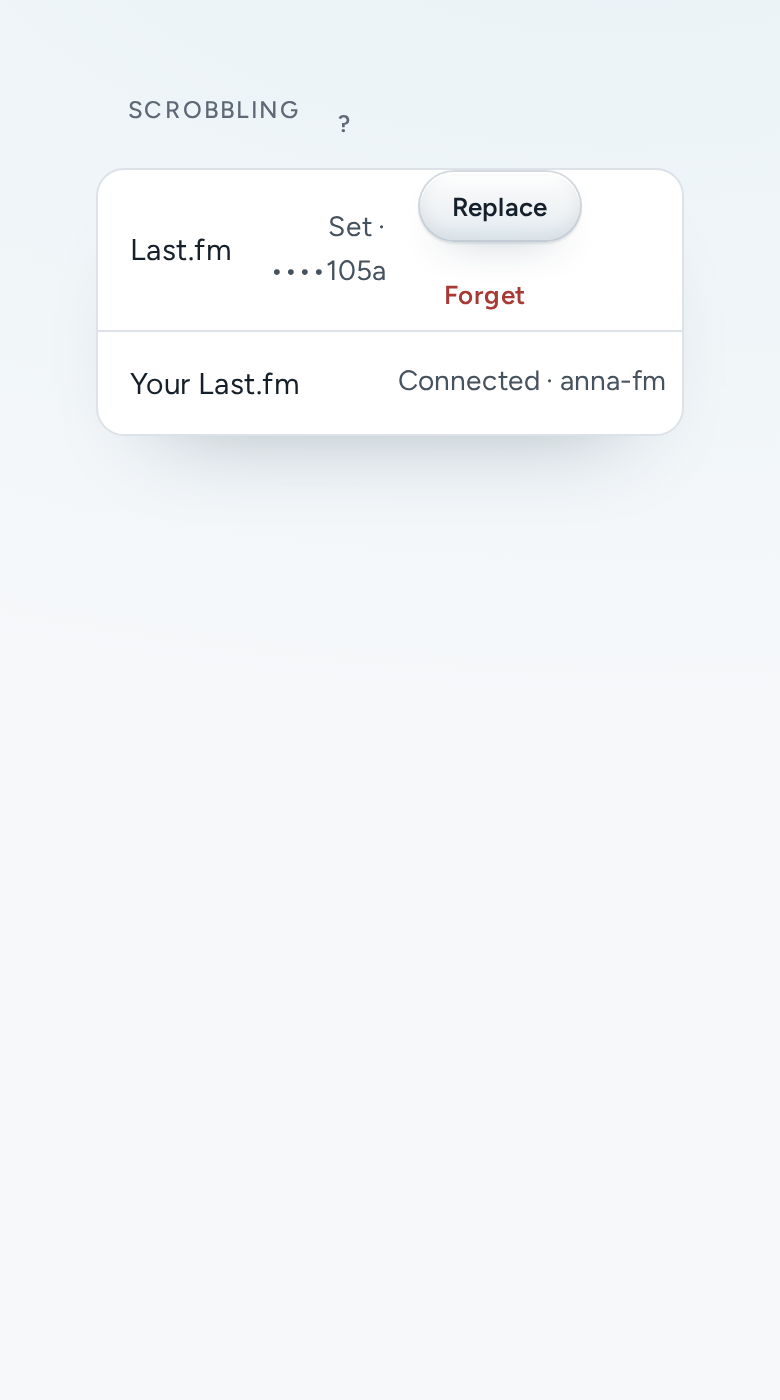 SCROBBLING ?
Last.fm
Set ·
••••105a
Replace
Forget
Your Last.fm
Connected · anna-fm